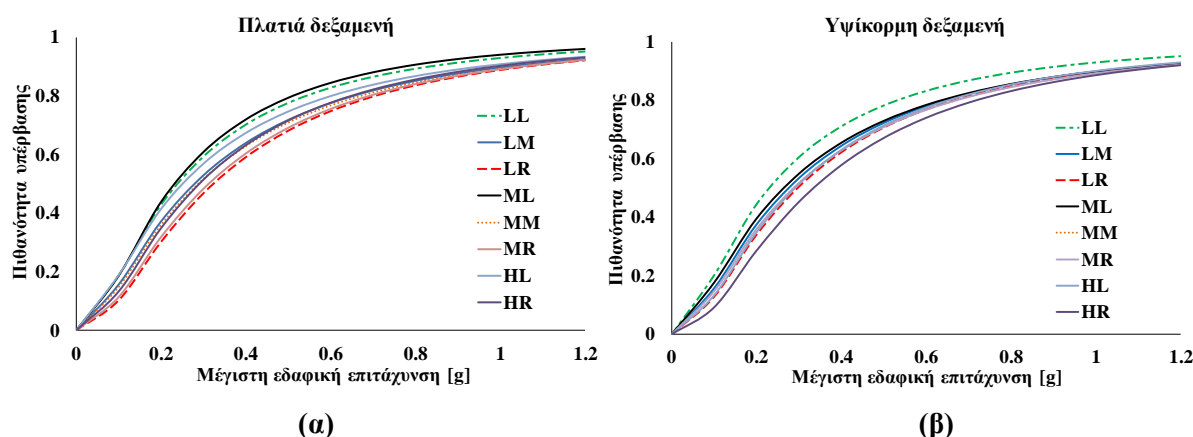 Πλατιά δεξαμενή
Πιθανότητα υπέρβασης
1
0.8
0.6
0.4
0.2
0
0 0.2 0.4 0.6 0.8 1 1.2
Μέγιστη εδαφική επιτάχυνση [g]
LL
LM
LR
ML
MM
MR
HL
HR
(α)
Υψίκορμη δεξαμενή
Πιθανότητα υπέρβασης
1
0.8
0.6
0.4
0.2
0
0 0.2 0.4 0.6 0.8 1 1.2
Μέγιστη εδαφική επιτάχυνση [g]
LL
LM
LR
ML
MM
MR
HL
HR
(β)